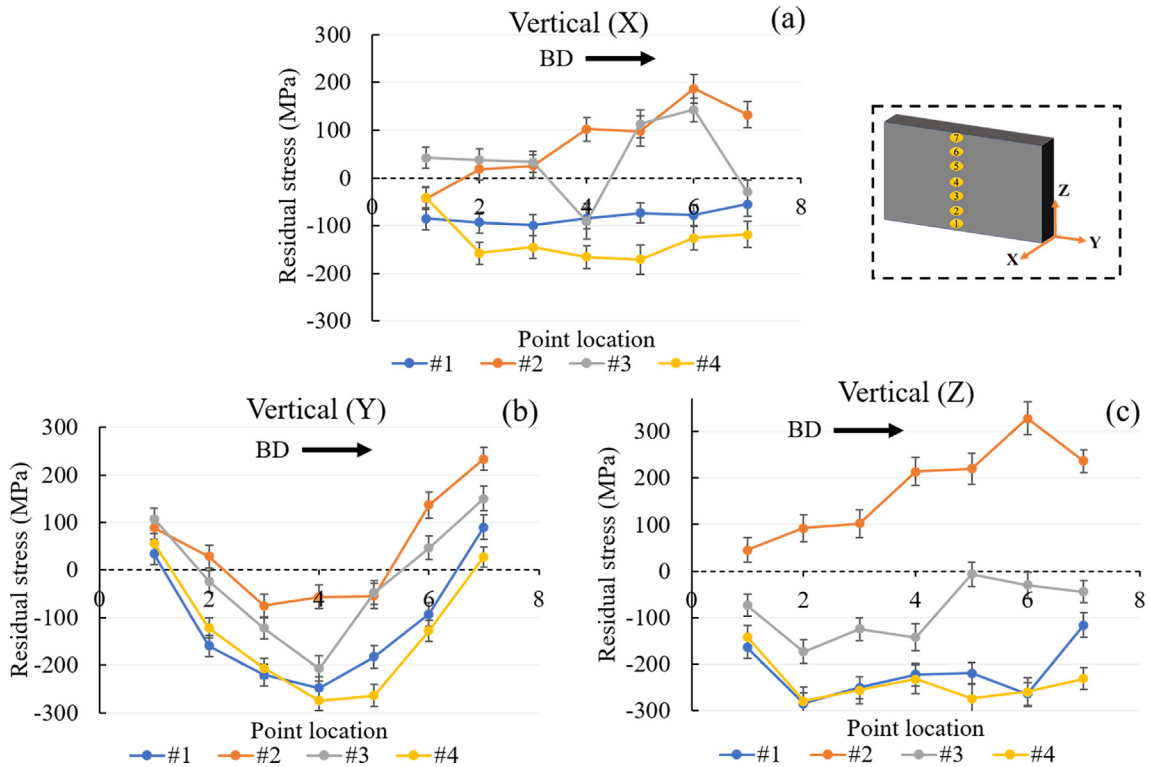 Vertical (X)
(a)
BD
Residual stress (MPa)
300
200
100
0
-100
-200
-300
0
2
4
6
8
Point location
#1 #2 #3 #4
7
6
5
4
3
2
1
Z
Y
X
Vertical (Y)
(b)
BD
Residual stress (MPa)
300
200
100
0
-100
-200
-300
0
2
4
6
8
Point location
#1 #2 #3 #4
Vertical (Z)
(c)
BD
Residual stress (MPa)
300
200
100
0
-100
-200
-300
0
2
4
6
8
Point location
#1 #2 #3 #4